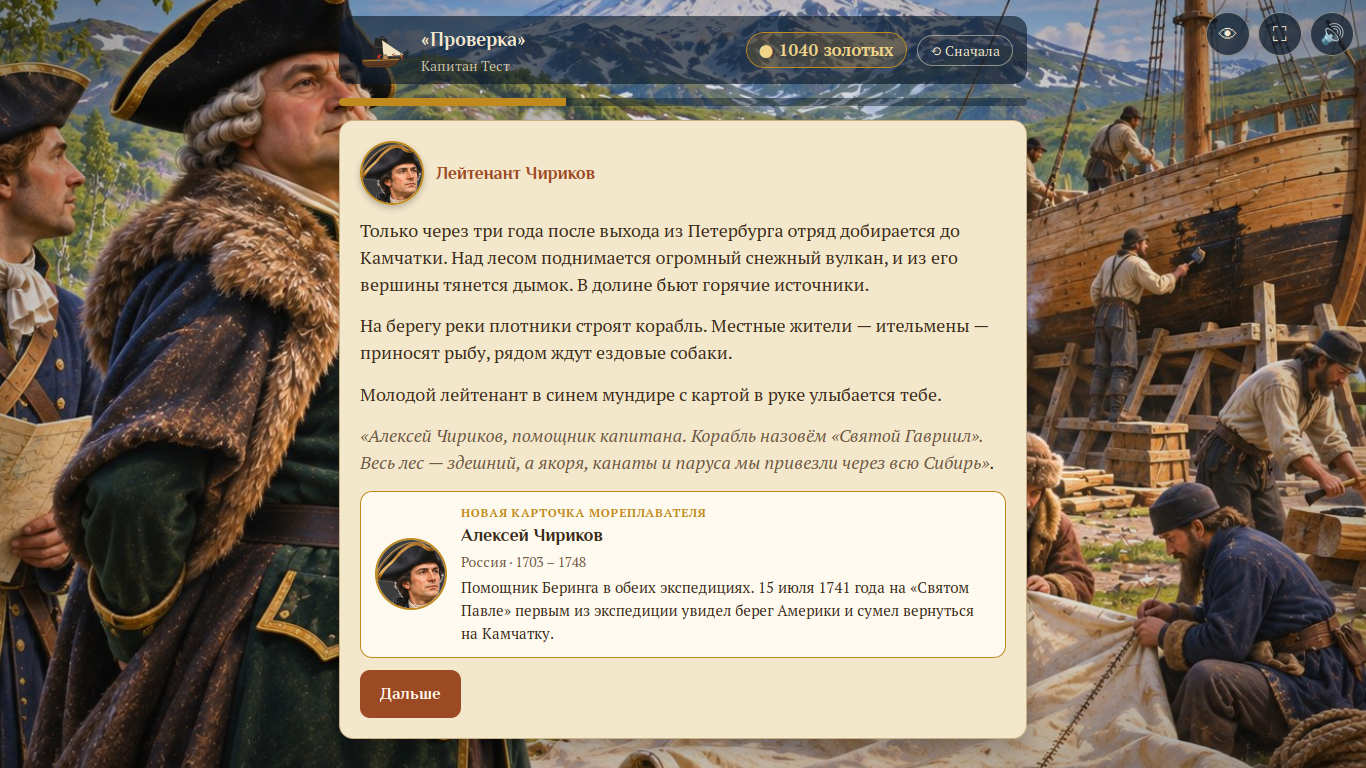 «Проверка»
Капитан Тест
1040 золотых
⟲ Сначала
Лейтенант Чириков
Только через три года после выхода из Петербурга отряд добирается до
Камчатки. Над лесом поднимается огромный снежный вулкан, и из его
вершины тянется дымок. В долине бьют горячие источники.
На берегу реки плотники строят корабль. Местные жители — ительмены —
приносят рыбу, рядом ждут ездовые собаки.
Молодой лейтенант в синем мундире с картой в руке улыбается тебе.
«Алексей Чириков, помощник капитана. Корабль назовём «Святой Гавриил».
Весь лес — здешний, а якоря, канаты и паруса мы привезли через всю Сибирь».
НОВАЯ КАРТОЧКА МОРЕПЛАВАТЕЛЯ
Алексей Чириков
Россия · 1703 – 1748
Помощник Беринга в обеих экспедициях. 15 июля 1741 года на «Святом
Павле» первым из экспедиции увидел берег Америки и сумел вернуться
на Камчатку.
Дальше